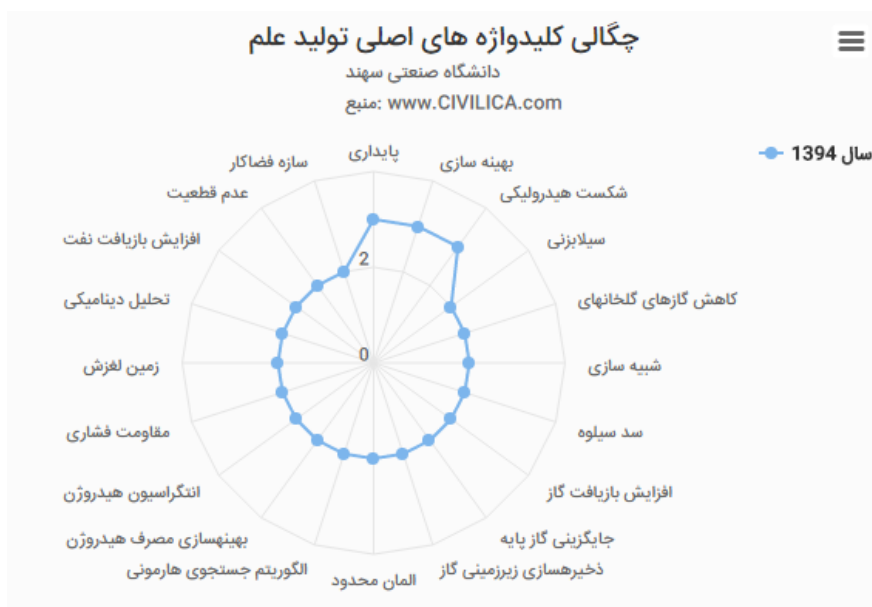 چگالی کلیدواژه های اصلی تولید علم
دانشگاه صنعتی سهند
منبع: www.CIVILICA.com
سال 1394
پایداری
بهینه سازی
شکست هیدرولیکی
سیلابزنی
کاهش گازهای گلخانهای
شبیه سازی
سد سیلوه
افزایش بازیافت گاز
جایگزینی گاز پایه
ذخیرهسازی زیرزمینی گاز
المان محدود
الگوریتم جستجوی هارمونی
بهینهسازی مصرف هیدروژن
انتگراسیون هیدروژن
مقاومت فشاری
زمین لغزش
تحلیل دینامیکی
افزایش بازیافت نفت
عدم قطعیت
سازه فضاکار
2
0